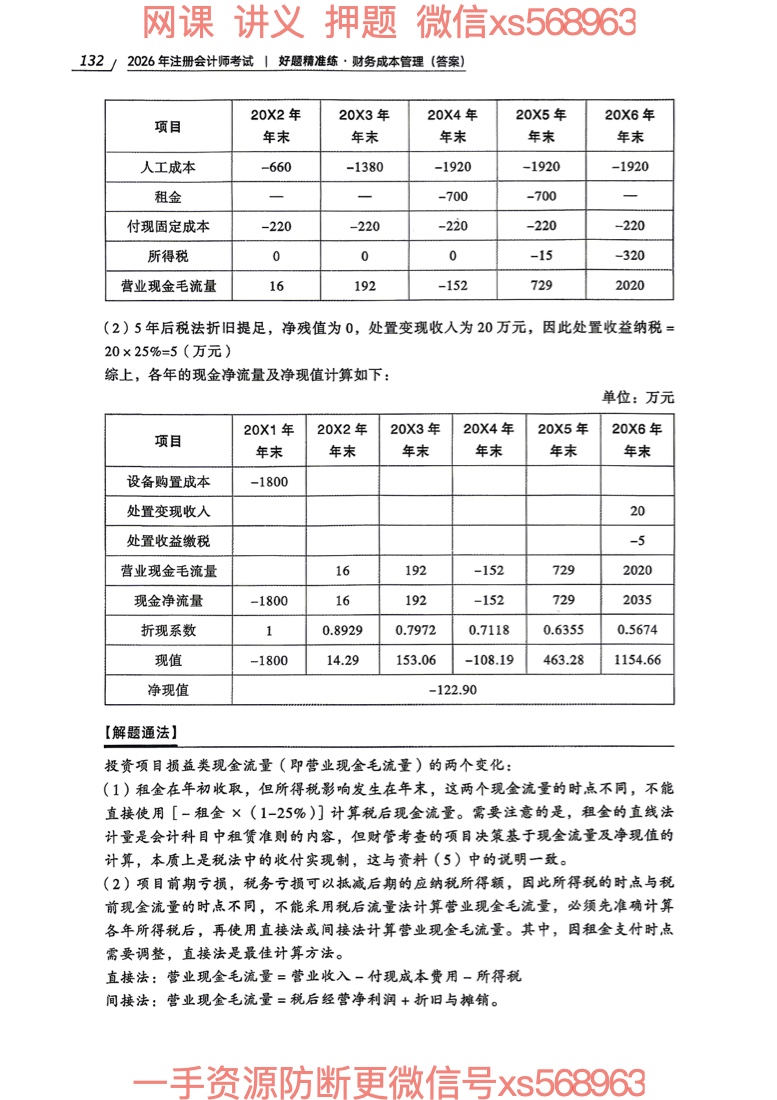 网课 讲义 押题 微信xs568963
132 / 2026年注册会计师考试 | 好题精准练·财务成本管理（答案）
项目 20X2年年末 20X3年年末 20X4年年末 20X5年年末 20X6年年末
人工成本 -660 -1380 -1920 -1920 -1920
租金 — — -700 -700 —
付现固定成本 -220 -220 -220 -220 -220
所得税 0 0 0 -15 -320
营业现金毛流量 16 192 -152 729 2020
（2）5年后税法折旧提足，净残值为0，处置变现收入为20万元，因此处置收益纳税=
20×25%=5（万元）
综上，各年的现金净流量及净现值计算如下：
单位：万元
项目 20X1年年末 20X2年年末 20X3年年末 20X4年年末 20X5年年末 20X6年年末
设备购置成本 -1800
处置变现收入 20
处置收益缴税 -5
营业现金毛流量 16 192 -152 729 2020
现金净流量 -1800 16 192 -152 729 2035
折现系数 1 0.8929 0.7972 0.7118 0.6355 0.5674
现值 -1800 14.29 153.06 -108.19 463.28 1154.66
净现值 -122.90
【解题通法】
投资项目损益类现金流量（即营业现金毛流量）的两个变化：
（1）租金在年初收取，但所得税影响发生在年末，这两个现金流量的时点不同，不能
直接使用［-租金×（1-25%）］计算税后现金流量。需要注意的是，租金的直线法
计量是会计科目中租赁准则的内容，但财管考查的项目决策基于现金流量及净现值的
计算，本质上是税法中的收付实现制，这与资料（5）中的说明一致。
（2）项目前期亏损，税务亏损可以抵减后期的应纳税所得额，因此所得税的时点与税
前现金流量的时点不同，不能采用税后流量法计算营业现金毛流量，必须先准确计算
各年所得税后，再使用直接法或间接法计算营业现金毛流量。其中，因租金支付时点
需要调整，直接法是最佳计算方法。
直接法：营业现金毛流量=营业收入-付现成本费用-所得税
间接法：营业现金毛流量=税后经营净利润+折旧与摊销。
一手资源防断更微信号xs568963